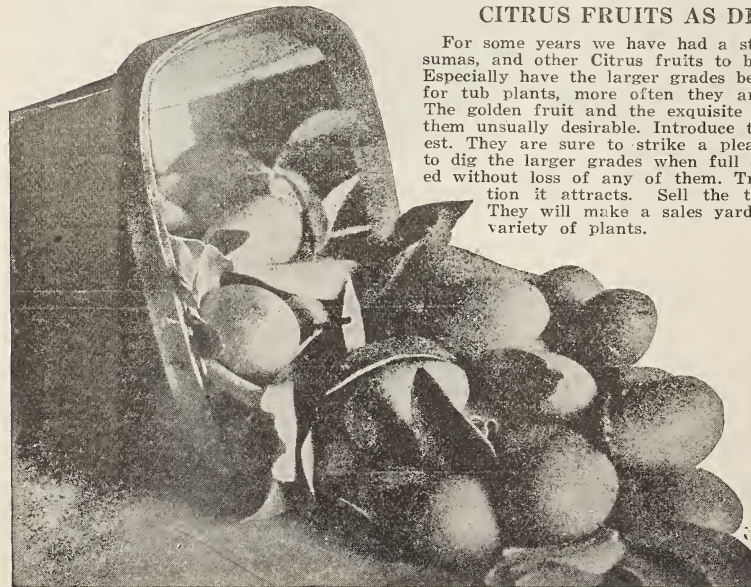 CITRUS FRUITS AS DE
For some years we have had a st
sumas, and other Citrus fruits to b
Especially have the larger grades be
for tub plants, more often they ar
The golden fruit and the exquisite
them unsually desirable. Introduce t
est. They are sure to strike a plea
to dig the larger grades when full
ed without loss of any of them. Tr
tion it attracts. Sell the t
They will make a sales yard
variety of plants.